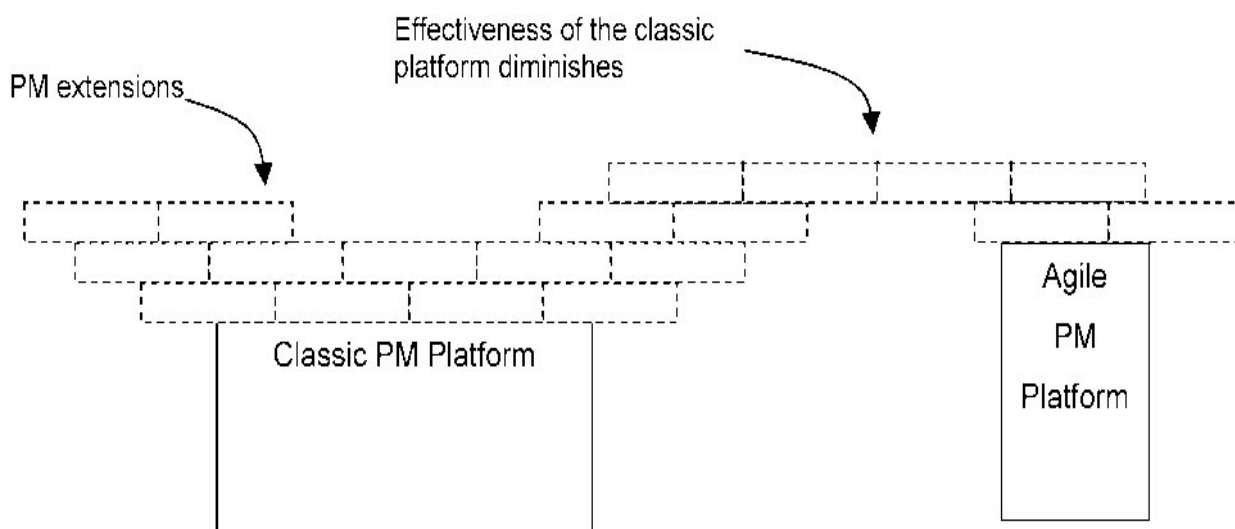 Effectiveness of the classic
platform diminishes
PM extensions
Classic PM Platform
Agile
PM
Platform